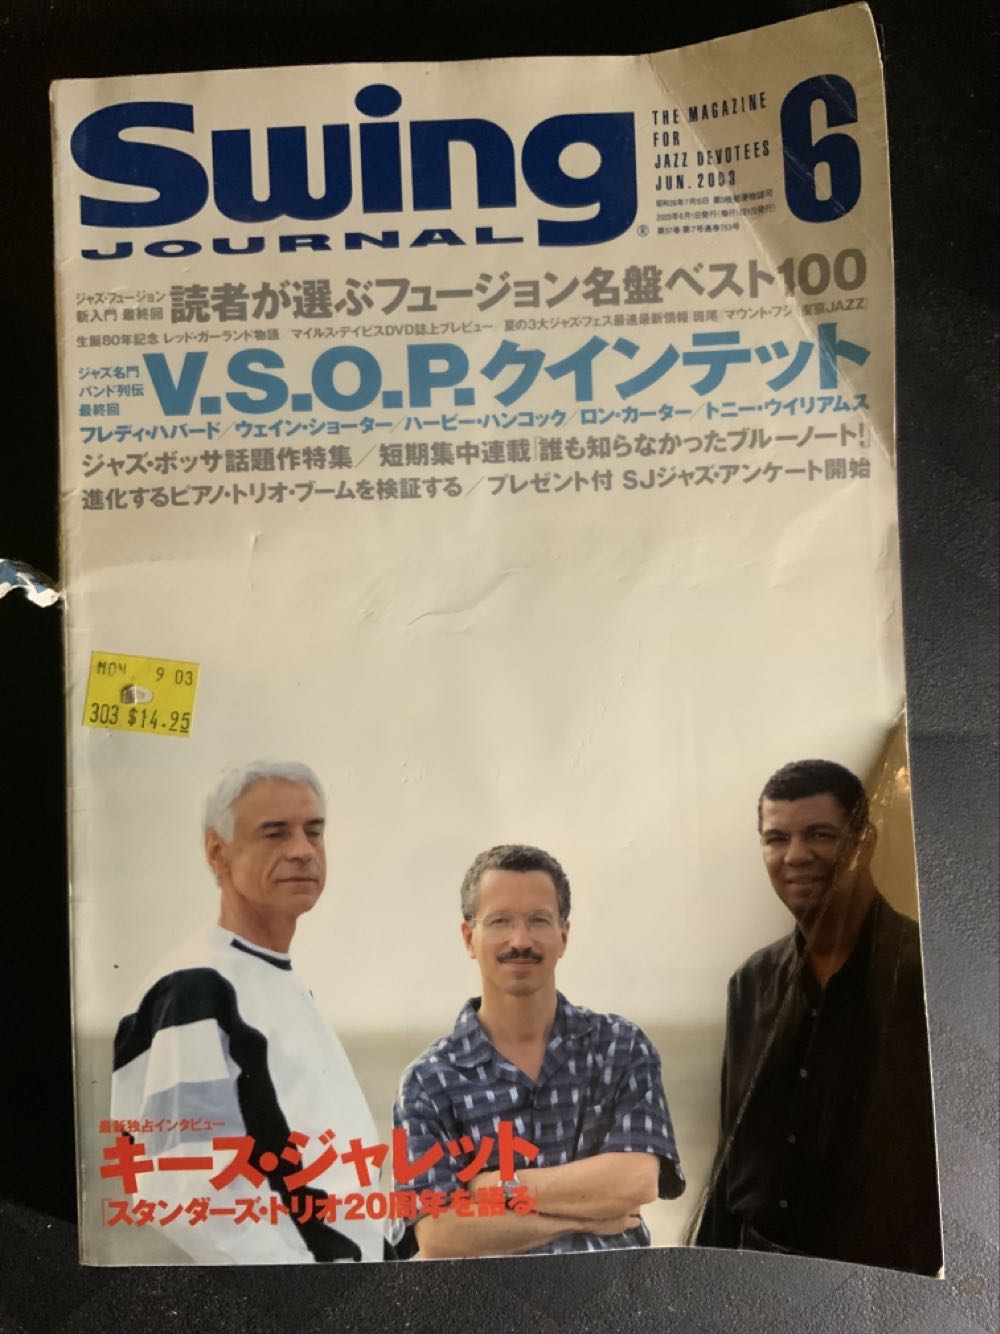 Swing
JOURNAL
THE MAGAZINE
FOR
JAZZ DEVOTEES
JUN. 2003
6
®
ジャズ・フュージョン
新入門 最終回
読者が選ぶフュージョン名盤ベスト100
生誕80年記念 レッド・ガーランド物語 マイルス・デイビスDVD誌上プレビュー 夏の3大ジャズ・フェス最速最新情報 斑尾 マウント・フジ 東京JAZZ
ジャズ名門
バンド列伝
最終回
V.S.O.P.クインテット
フレディ・ハバード/ウェイン・ショーター/ハービー・ハンコック/ロン・カーター/トニー・ウイリアムス
ジャズ・ボッサ話題作特集/短期集中連載「誰も知らなかったブルーノート!」
進化するピアノ・トリオ・ブームを検証する/プレゼント付 SJジャズ・アンケート開始
MON 9 03
303 $14.25
最新独占インタビュー
キース・ジャレット
「スタンダーズ・トリオ20周年を語る」